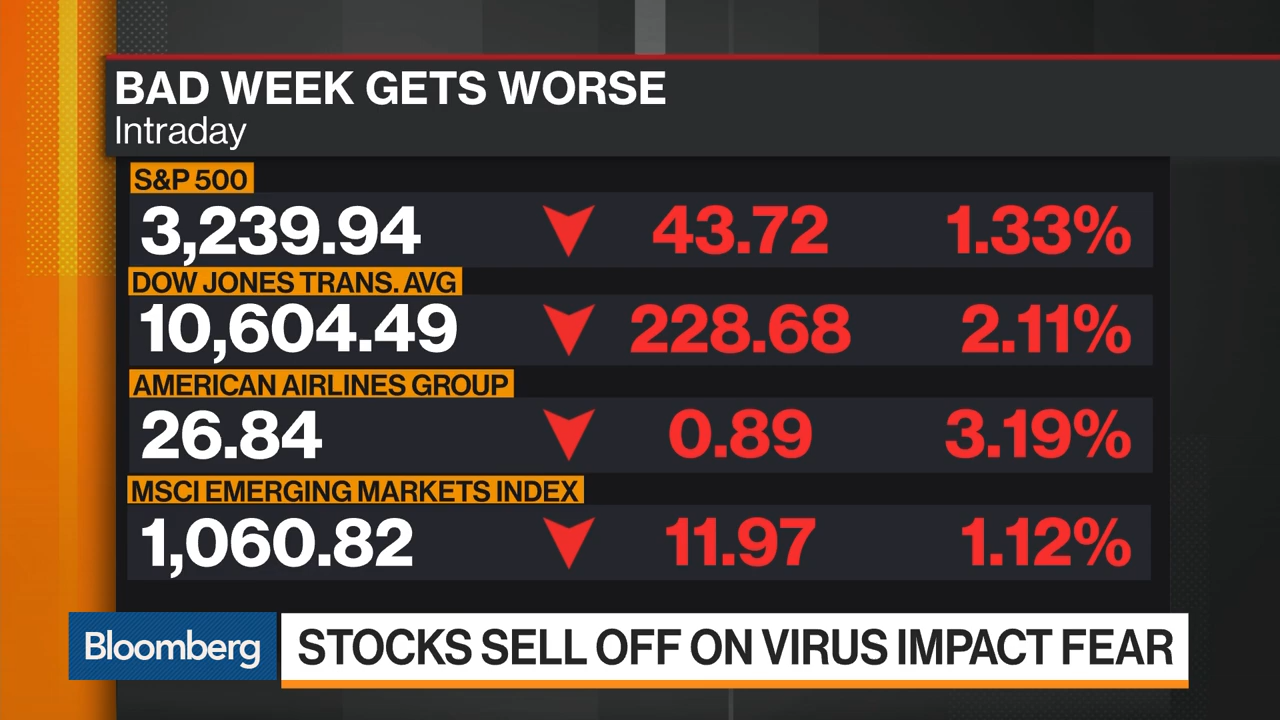 BAD WEEK GETS WORSE
Intraday
S&P 500
3,239.94 43.72 1.33%
DOW JONES TRANS. AVG
10,604.49 228.68 2.11%
AMERICAN AIRLINES GROUP
26.84 0.89 3.19%
MSCI EMERGING MARKETS INDEX
1,060.82 11.97 1.12%
Bloomberg STOCKS SELL OFF ON VIRUS IMPACT FEAR